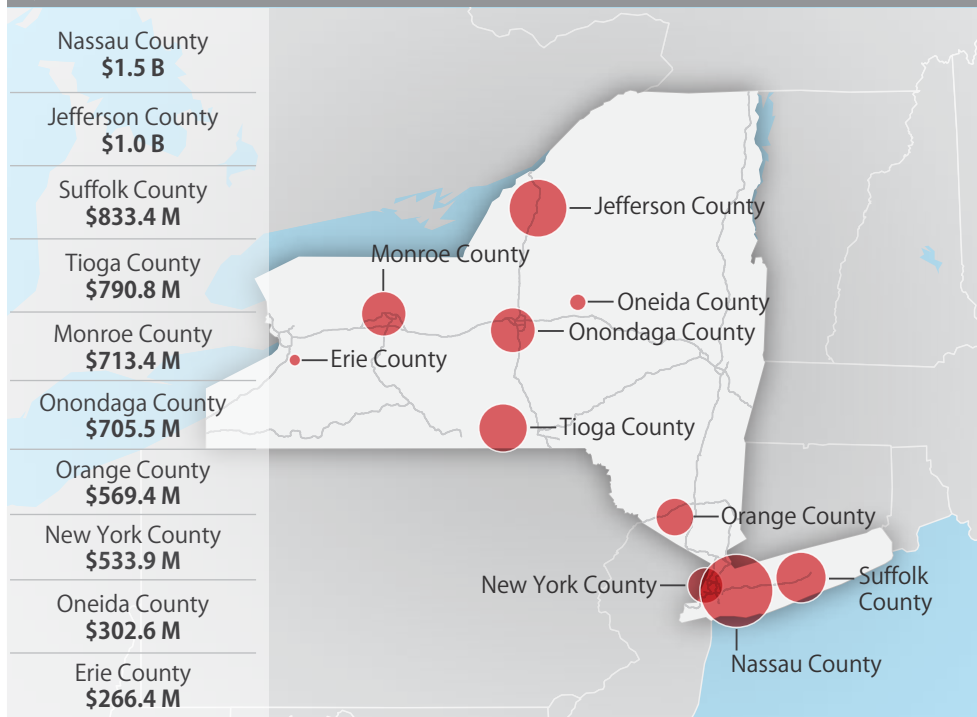 Nassau County
$1.5 B
Jefferson County
$1.0 B
Suffolk County
$833.4 M
Tioga County
$790.8 M
Monroe County
$713.4 M
Onondaga County
$705.5 M
Orange County
$569.4 M
New York County
$533.9 M
Oneida County
$302.6 M
Erie County
$266.4 M
Jefferson County
Monroe County
Oneida County
Onondaga County
Erie County
Tioga County
Orange County
New York County
Suffolk
County
Nassau County